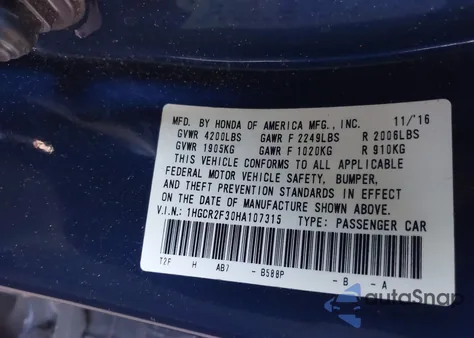 MFD. BY HONDA OF AMERICA MFG., INC. 11/16
GVWR 4200LBS GAWR F 2249LBS R 2006LBS
GVWR 1905KG GAWR F 1020KG R 910KG
THIS VEHICLE CONFORMS TO ALL APPLICABLE
FEDERAL MOTOR VEHICLE SAFETY, BUMPER,
AND THEFT PREVENTION STANDARDS IN EFFECT
ON THE DATE OF MANUFACTURE SHOWN ABOVE.
V.I.N.: 1HGCR2F30HA107315 TYPE: PASSENGER CAR
T2F H AB7 - B588P - B - A
autoSnap